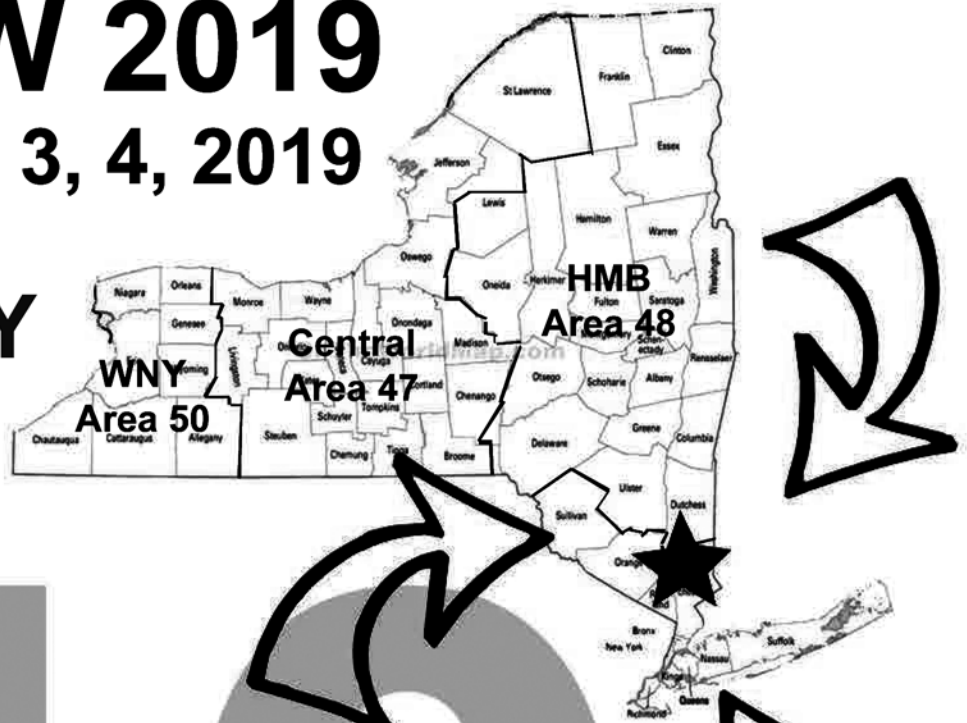 W 2019
3, 4, 2019
Y
Clinton
Franklin
St Lawrence
Essex
Jefferson
Lewis
Hamilton
Warren
Oswego
Washington
Oneida
Herkimer
HMB
Area 48
Fulton
Saratoga
Niagara
Orleans
Monroe
Wayne
Genesee
Onondaga
Madison
Schen-
ectady
Rensselaer
Central
Area 47
Livingston
Cayuga
WNY
Area 50
Cortland
Otsego
Schoharie
Albany
Chenango
Tompkins
Schuyler
Greene
Columbia
Chautauqua
Cattaraugus
Allegany
Steuben
Chemung
Tioga
Broome
Delaware
Ulster
Dutchess
Sullivan
Orange
Bronx
New York
Suffolk
Nassau
Kings
Queens
Richmond